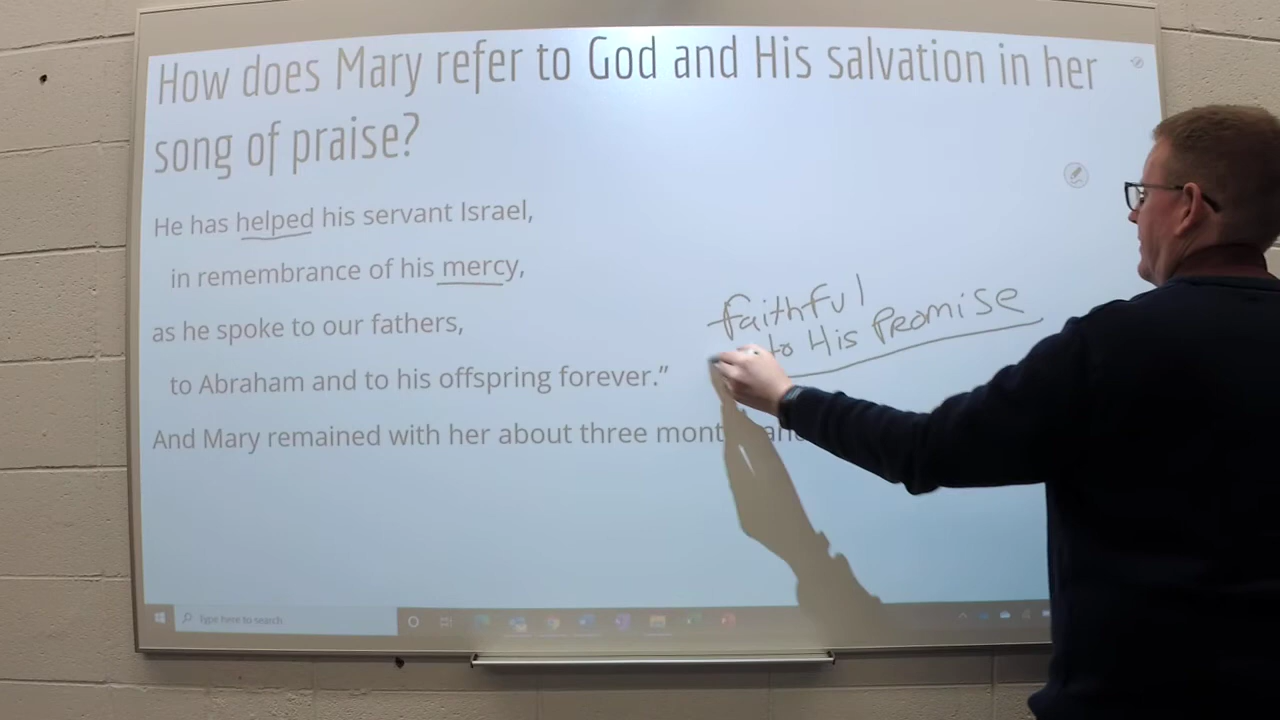 How does Mary refer to God and His salvation in her
song of praise?
He has helped his servant Israel,
in remembrance of his mercy,
as he spoke to our fathers,
to Abraham and to his offspring forever.”
And Mary remained with her about three
faithful
to His Promise
Type here to search